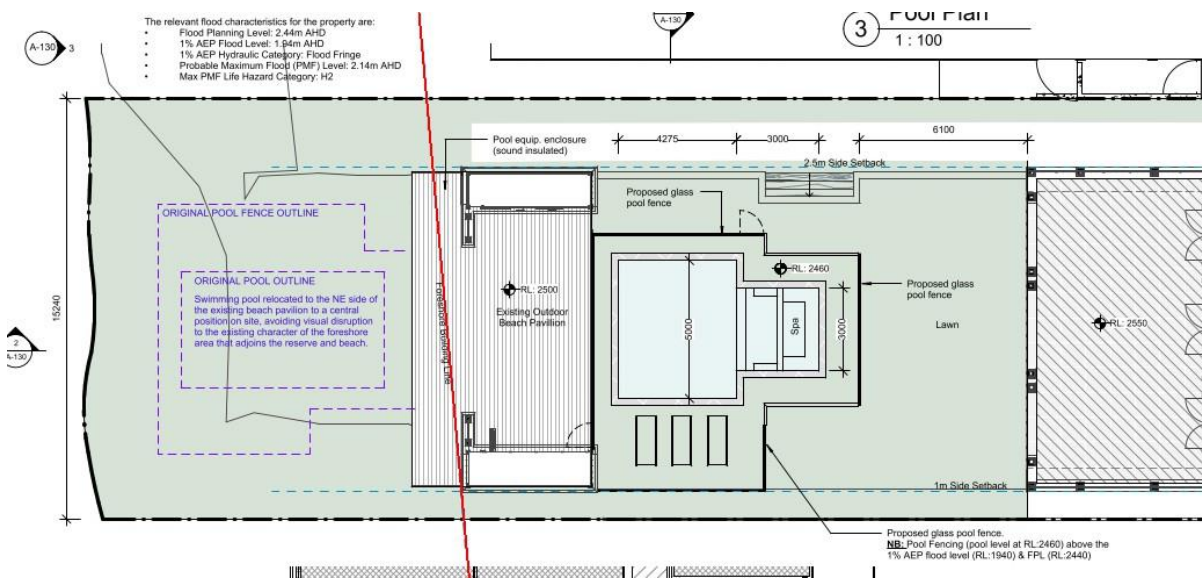 The relevant flood characteristics for the property are:
• Flood Planning Level: 2.44m AHD
• 1% AEP Flood Level: 1.94m AHD
• 1% AEP Hydraulic Category: Flood Fringe
• Probable Maximum Flood (PMF) Level: 2.14m AHD
• Max PMF Life Hazard Category: H2
A-130
3
A-130
3
Pool Plan
1 : 100
Pool equip. enclosure
(sound insulated)
4275
3000
6100
2.5m Side Setback
Proposed glass
pool fence
ORIGINAL POOL FENCE OUTLINE
ORIGINAL POOL OUTLINE
Swimming pool relocated to the NE side of
the existing beach pavilion to a central
position on site, avoiding visual disruption
to the existing character of the foreshore
area that adjoins the reserve and beach.
15240
2
-130
Foreshore Building Line
RL: 2500
Existing Outdoor
Beach Pavillion
RL: 2460
5000
Spa
3000
Proposed glass
pool fence
Lawn
RL: 2550
1m Side Setback
Proposed glass pool fence.
NB: Pool Fencing (pool level at RL:2460) above the
1% AEP flood level (RL:1940) & FPL (RL:2440)